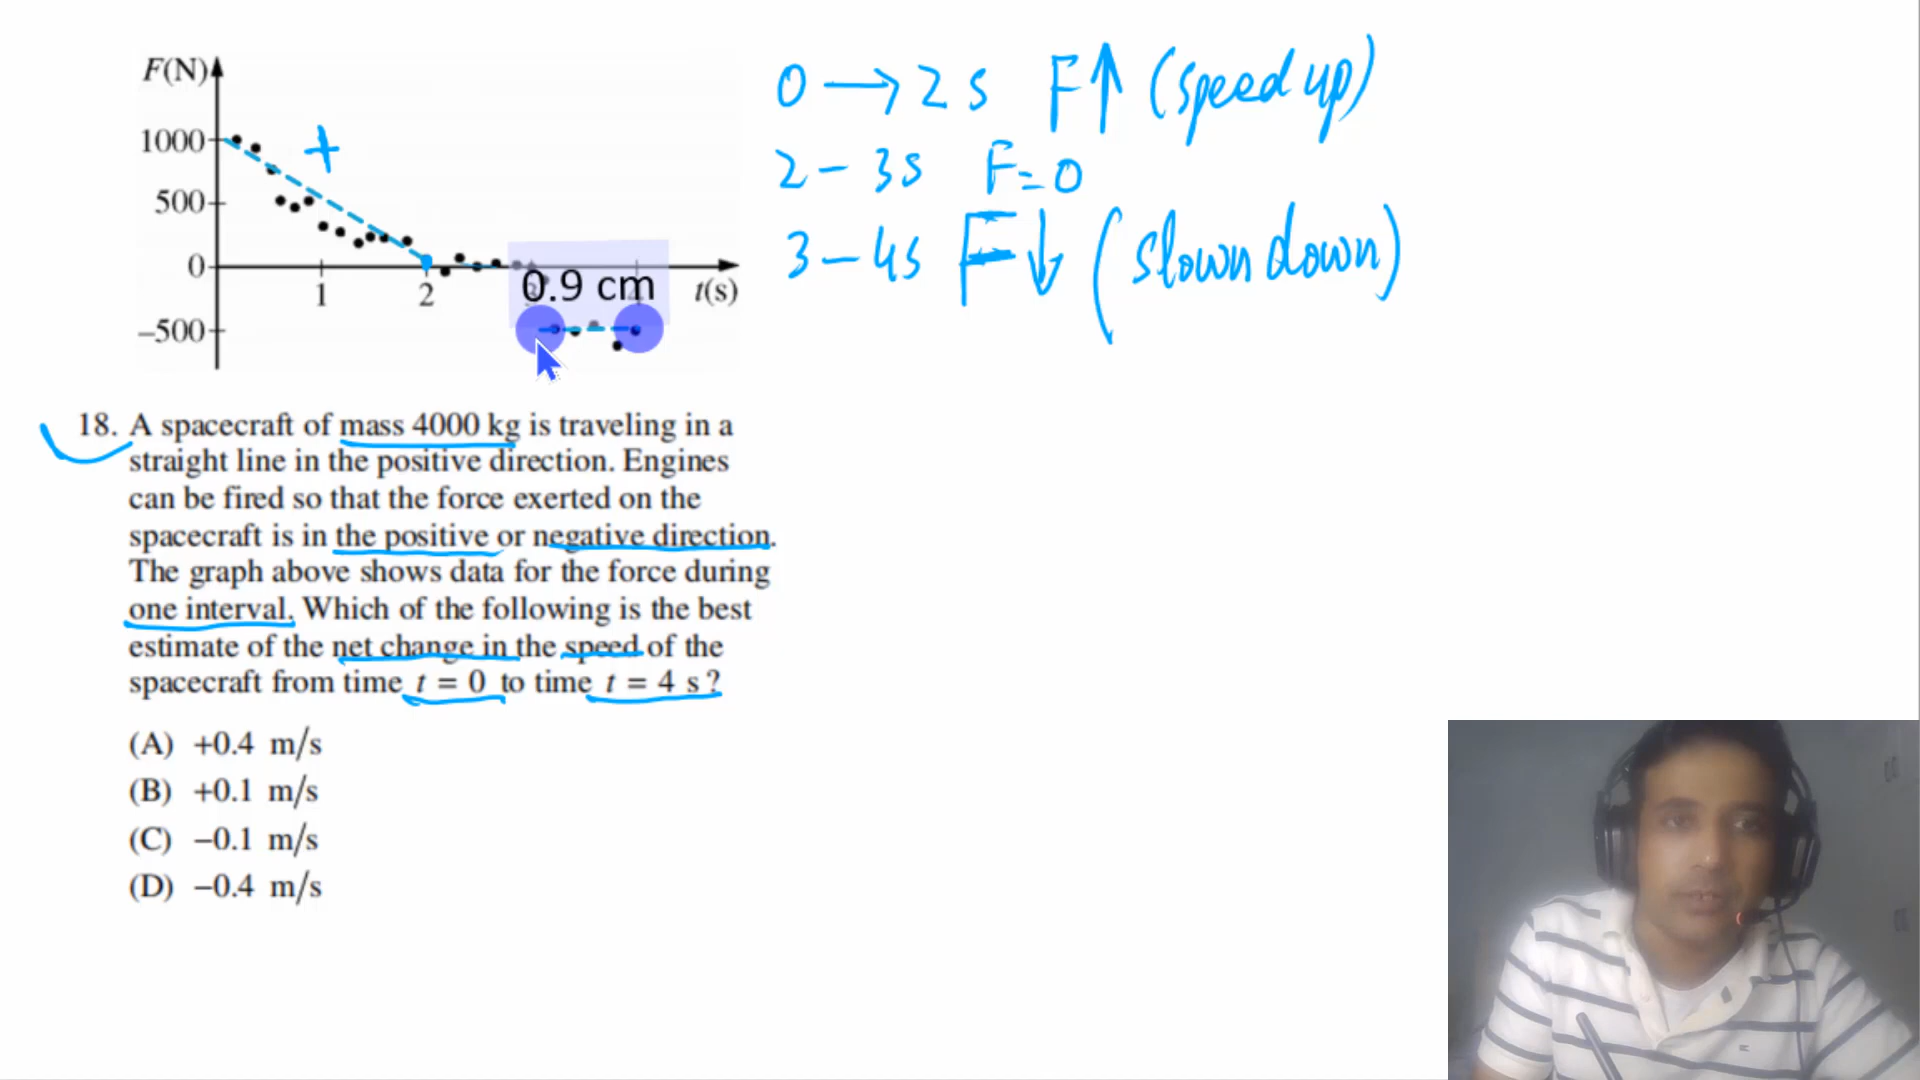 F(N)
1000
500
0
−500
1
2
t(s)
+
0.9 cm
0 → 2 s F↑ (speed up)
2 − 3s F = 0
3 − 4s F↓ (slown down)
18. A spacecraft of mass 4000 kg is traveling in a
straight line in the positive direction. Engines
can be fired so that the force exerted on the
spacecraft is in the positive or negative direction.
The graph above shows data for the force during
one interval. Which of the following is the best
estimate of the net change in the speed of the
spacecraft from time t = 0 to time t = 4 s?
(A) +0.4 m/s
(B) +0.1 m/s
(C) −0.1 m/s
(D) −0.4 m/s